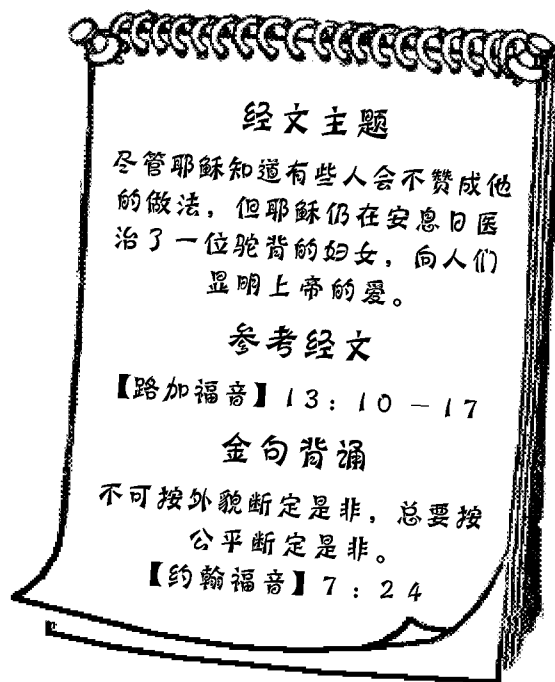 经文主题
尽管耶稣知道有些人会不赞成他
的做法，但耶稣仍在安息日医
治了一位驼背的妇女，向人们
显明上帝的爱。
参考经文
【路加福音】13：10－17
金句背诵
不可按外貌断定是非，总要按
公平断定是非。
【约翰福音】7：24